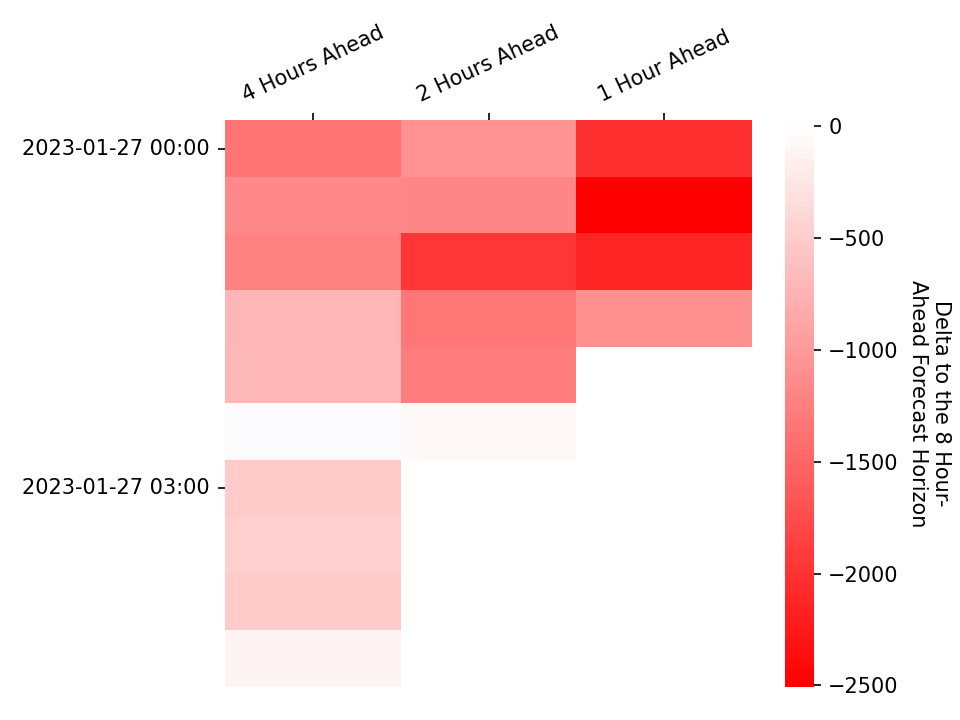 4 Hours Ahead
2 Hours Ahead
1 Hour Ahead
2023-01-27 00:00
2023-01-27 03:00
0
−500
−1000
−1500
−2000
−2500
Delta to the 8 Hour-
Ahead Forecast Horizon